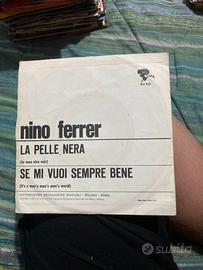 nino ferrer
LA PELLE NERA
(Je veux etre noir)
SE MI VUOI SEMPRE BENE
(It's a man's man's man's world)
subito